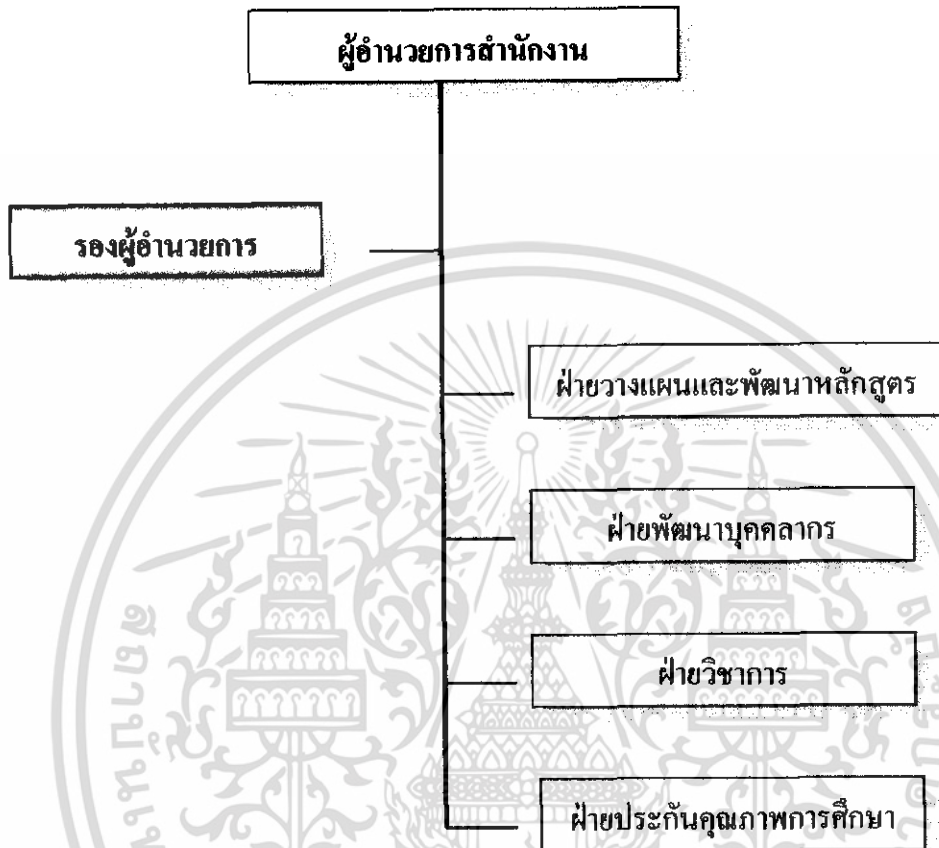 ผู้อำนวยการสำนักงาน
รองผู้อำนวยการ
ฝ่ายวางแผนและพัฒนาหลักสูตร
ฝ่ายพัฒนาบุคคลากร
ฝ่ายวิชาการ
ฝ่ายประกันคุณภาพการศึกษา